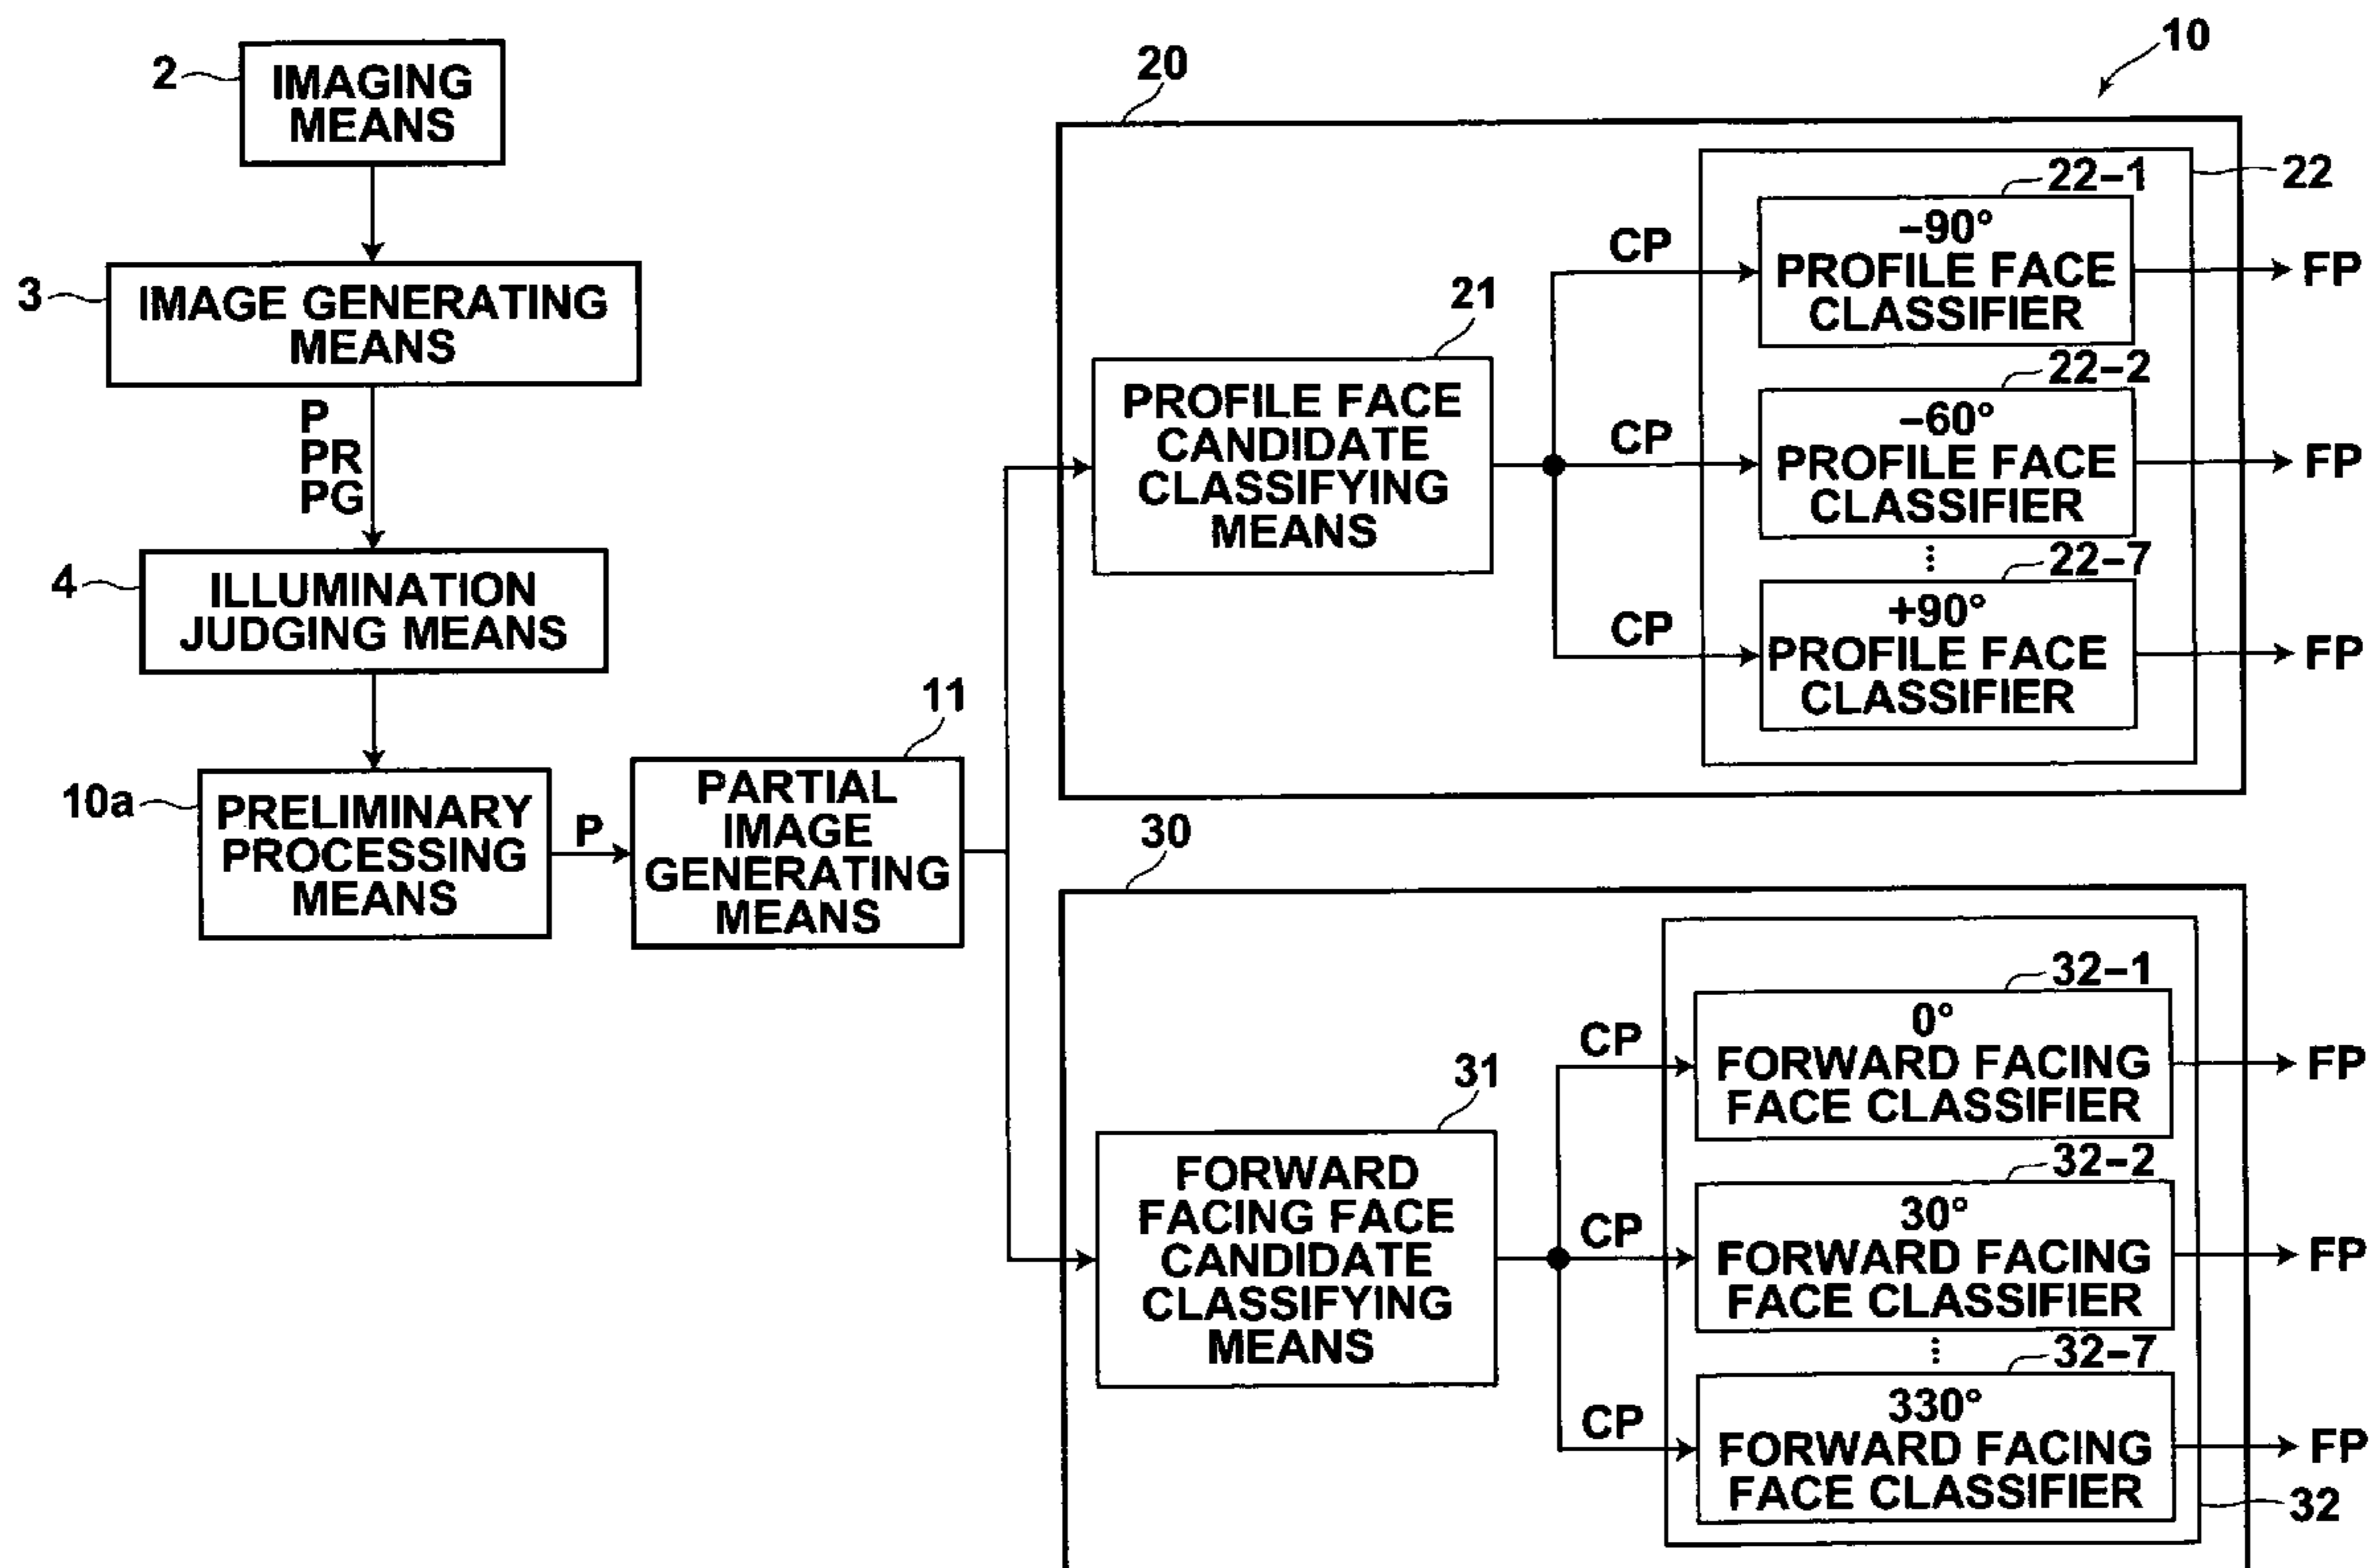 10
2
IMAGING
MEANS
3
IMAGE GENERATING
MEANS
P
PR
PG
4
ILLUMINATION
JUDGING MEANS
10a
PRELIMINARY
PROCESSING
MEANS
P
11
PARTIAL
IMAGE
GENERATING
MEANS
20
21
PROFILE FACE
CANDIDATE
CLASSIFYING
MEANS
22
CP
22-1
-90°
PROFILE FACE
CLASSIFIER
FP
CP
22-2
-60°
PROFILE FACE
CLASSIFIER
FP
⋮
CP
22-7
+90°
PROFILE FACE
CLASSIFIER
FP
30
31
FORWARD
FACING FACE
CANDIDATE
CLASSIFYING
MEANS
CP
32-1
0°
FORWARD FACING
FACE CLASSIFIER
FP
CP
32-2
30°
FORWARD FACING
FACE CLASSIFIER
FP
⋮
CP
32-7
330°
FORWARD FACING
FACE CLASSIFIER
FP
32